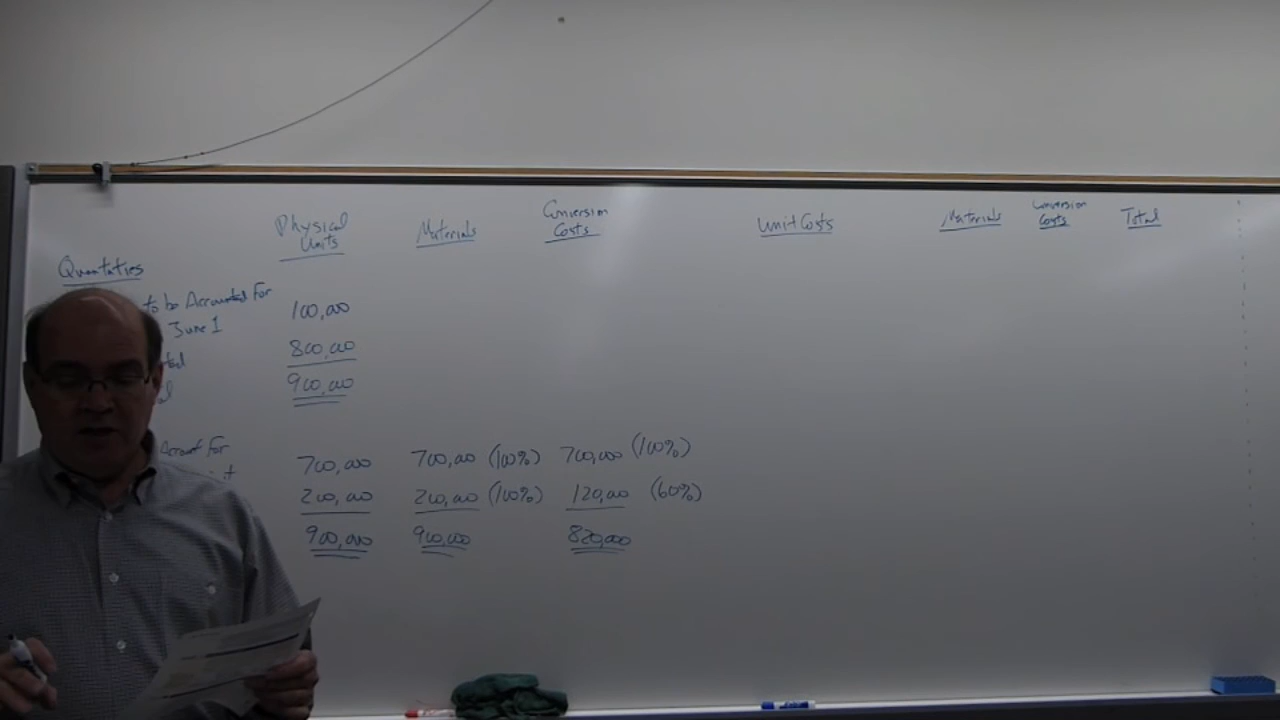 Physical Units Materials Conversion Costs Unit Costs Materials Conversion Costs Total
Quantaties
to be Accounted For
June 1 100,000
800,000
900,000
Account For
700,000 700,000 (100%) 700,000 (100%)
200,000 200,000 (100%) 120,000 (60%)
900,000 900,000 820,000